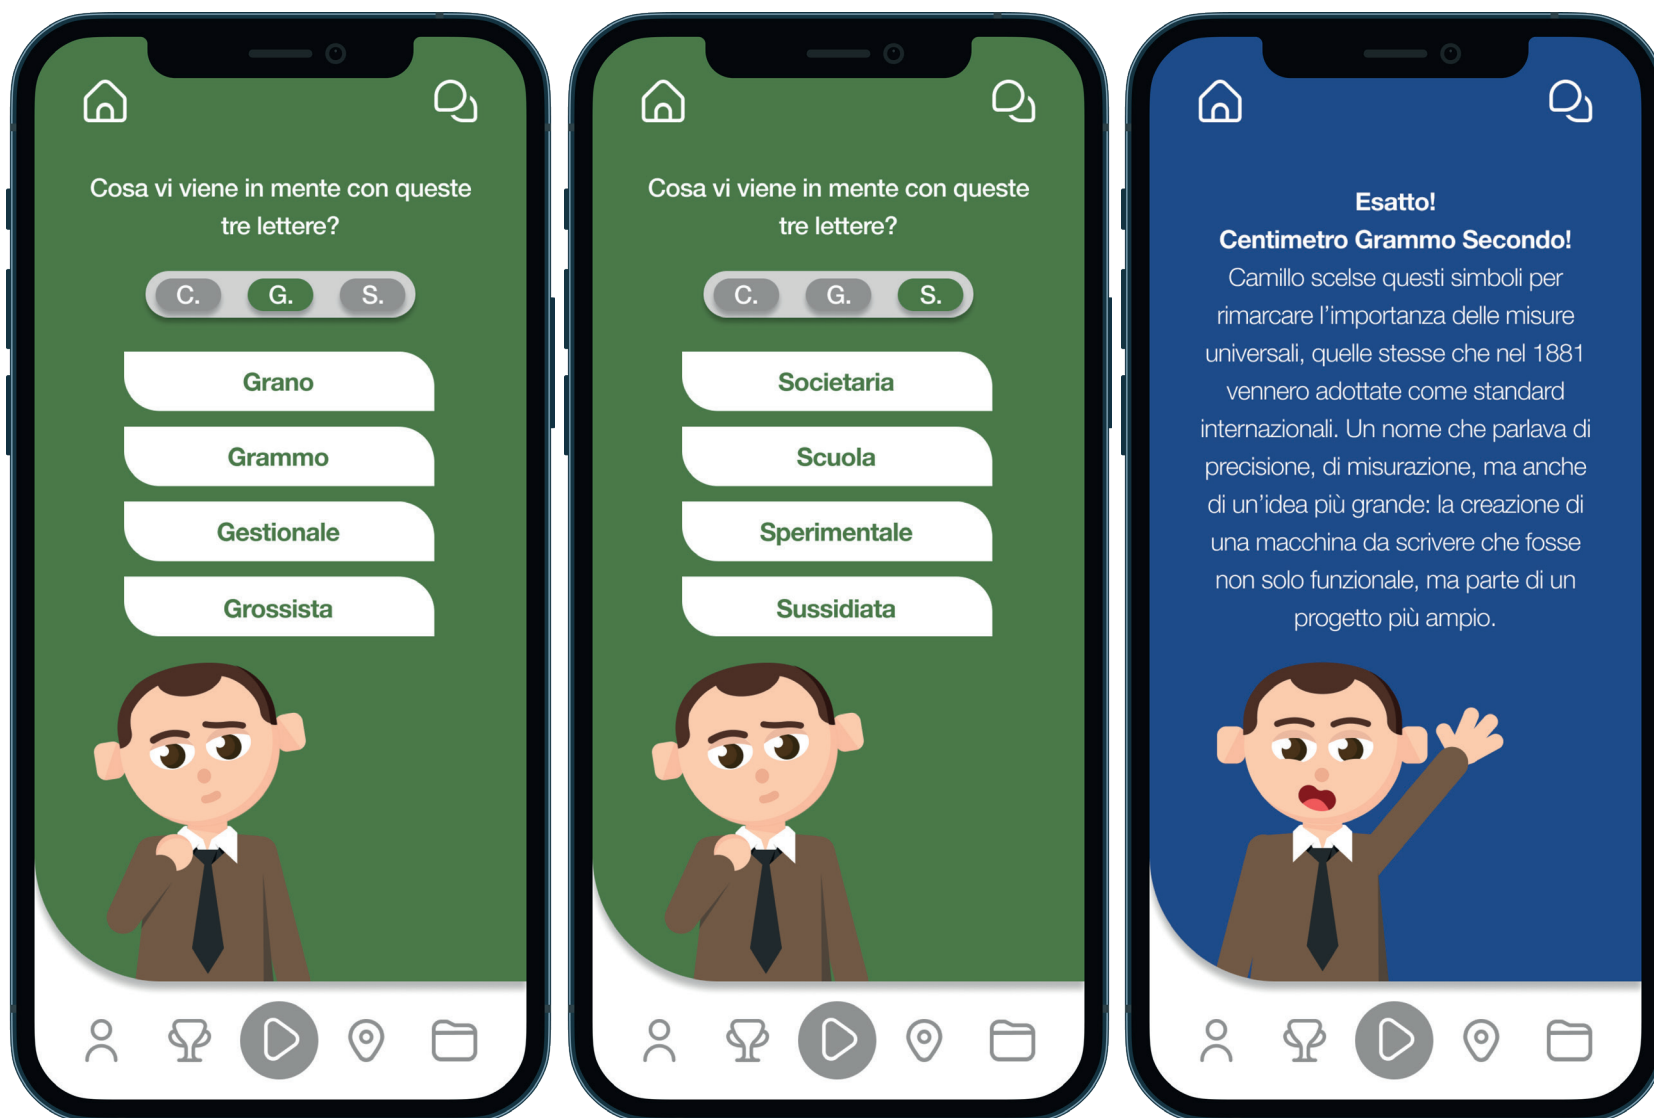 Cosa vi viene in mente con queste
tre lettere?
C. G. S.
Grano
Grammo
Gestionale
Grossista
Cosa vi viene in mente con queste
tre lettere?
C. G. S.
Societaria
Scuola
Sperimentale
Sussidiata
Esatto!
Centimetro Grammo Secondo!
Camillo scelse questi simboli per
rimarcare l'importanza delle misure
universali, quelle stesse che nel 1881
vennero adottate come standard
internazionali. Un nome che parlava di
precisione, di misurazione, ma anche
di un'idea più grande: la creazione di
una macchina da scrivere che fosse
non solo funzionale, ma parte di un
progetto più ampio.